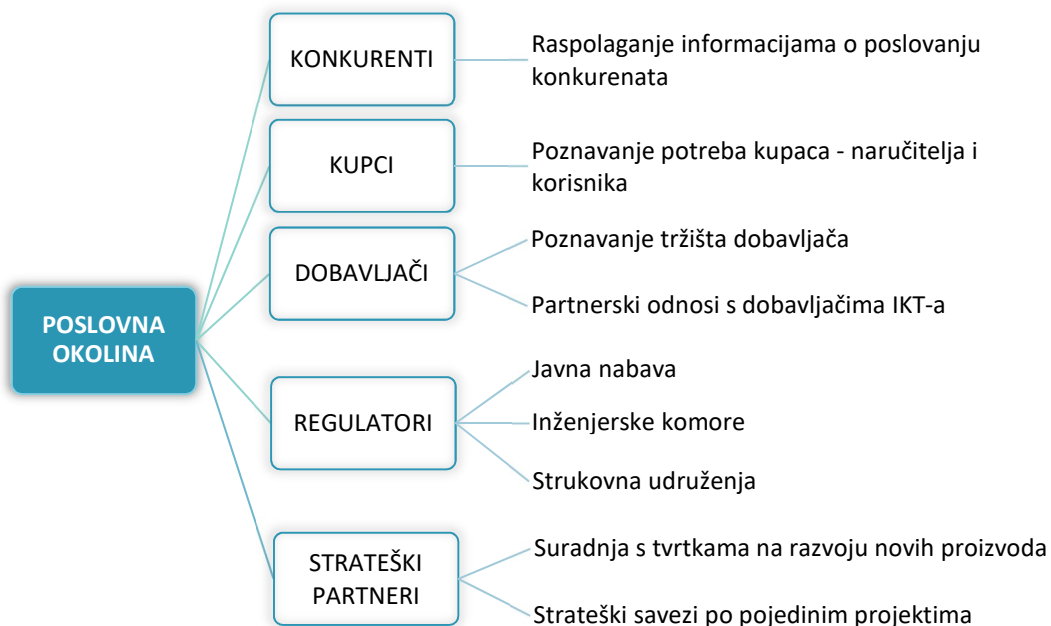 POSLOVNA
OKOLINA
KONKURENTI
Raspolaganje informacijama o poslovanju
konkurenata
KUPCI
Poznavanje potreba kupaca - naručitelja i
korisnika
DOBAVLJAČI
Poznavanje tržišta dobavljača
Partnerski odnosi s dobavljačima IKT-a
REGULATORI
Javna nabava
Inženjerske komore
Strukovna udruženja
STRATEŠKI
PARTNERI
Suradnja s tvrtkama na razvoju novih proizvoda
Strateški savezi po pojedinim projektima